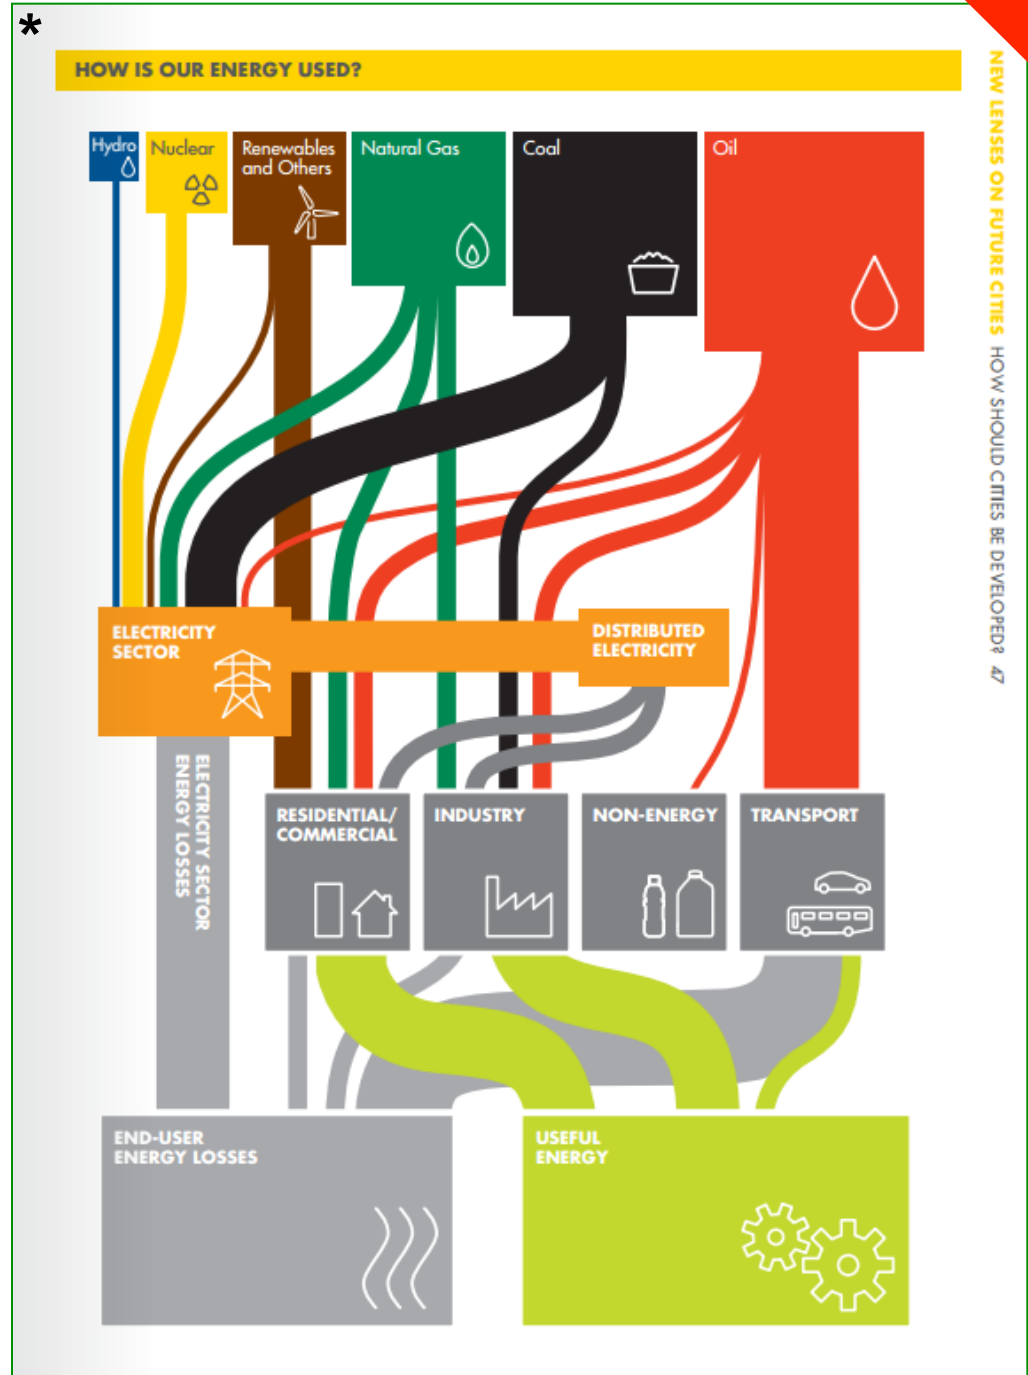 *
HOW IS OUR ENERGY USED?
Hydro
Nuclear
Renewables
and Others
Natural Gas
Coal
Oil
ELECTRICITY
SECTOR
DISTRIBUTED
ELECTRICITY
ELECTRICITY SECTOR
ENERGY LOSSES
RESIDENTIAL/
COMMERCIAL
INDUSTRY
NON-ENERGY
TRANSPORT
END-USER
ENERGY LOSSES
USEFUL
ENERGY
NEW LENSES ON FUTURE CITIES HOW SHOULD CITIES BE DEVELOPED? 47